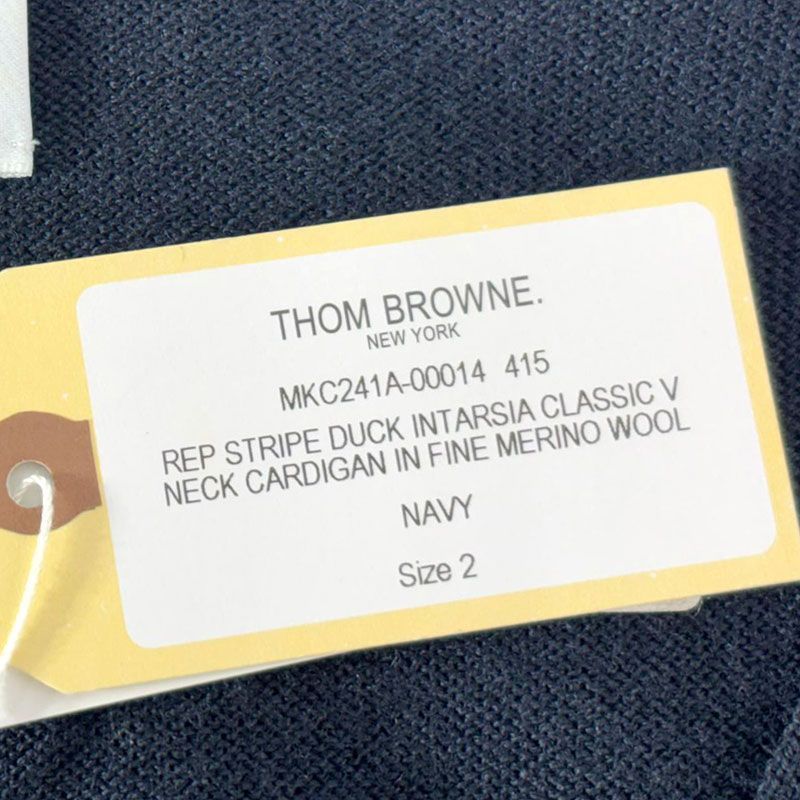 THOM BROWNE.
NEW YORK
MKC241A-00014 415
REP STRIPE DUCK INTARSIA CLASSIC V
NECK CARDIGAN IN FINE MERINO WOOL
NAVY
Size 2